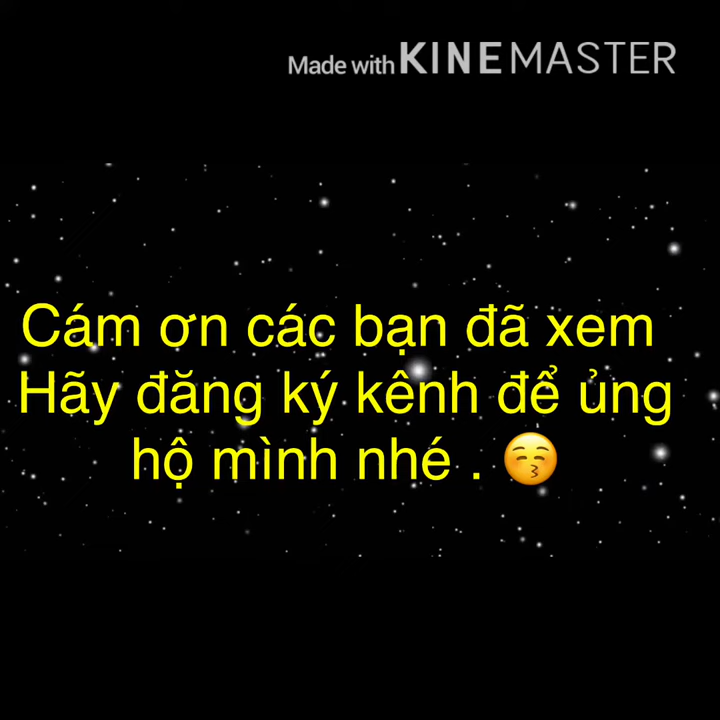 Made with KINEMASTER
Cám ơn các bạn đã xem
Hãy đăng ký kênh để ủng
hộ mình nhé . 😚